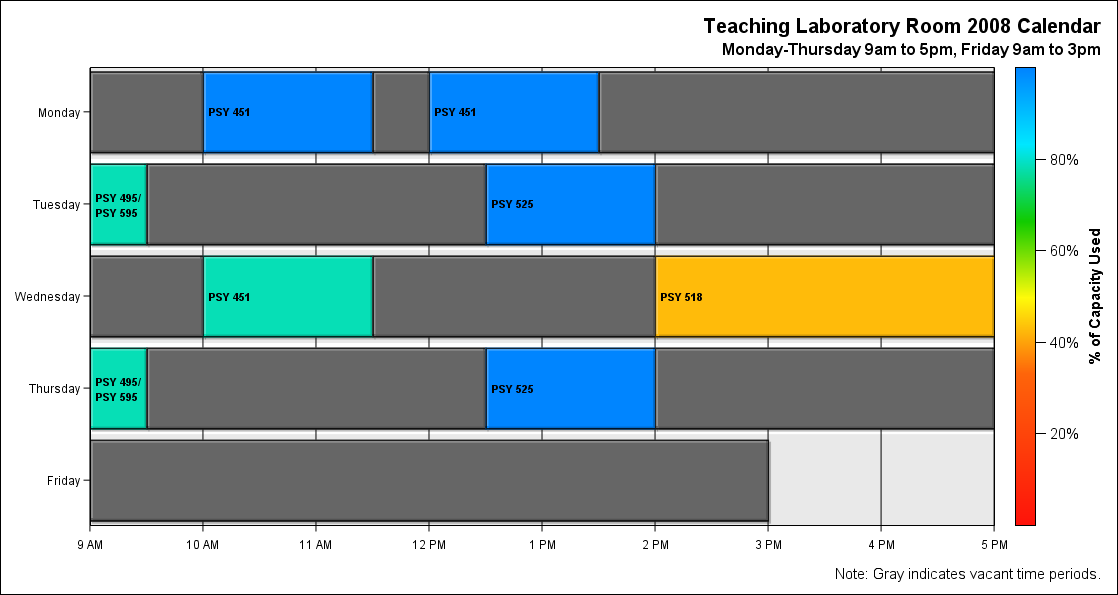 Teaching Laboratory Room 2008 Calendar
Monday-Thursday 9am to 5pm, Friday 9am to 3pm
Monday
PSY 451
PSY 451
Tuesday
PSY 495/
PSY 595
PSY 525
Wednesday
PSY 451
PSY 518
Thursday
PSY 495/
PSY 595
PSY 525
Friday
9 AM
10 AM
11 AM
12 PM
1 PM
2 PM
3 PM
4 PM
5 PM
80%
60%
40%
20%
% of Capacity Used
Note: Gray indicates vacant time periods.